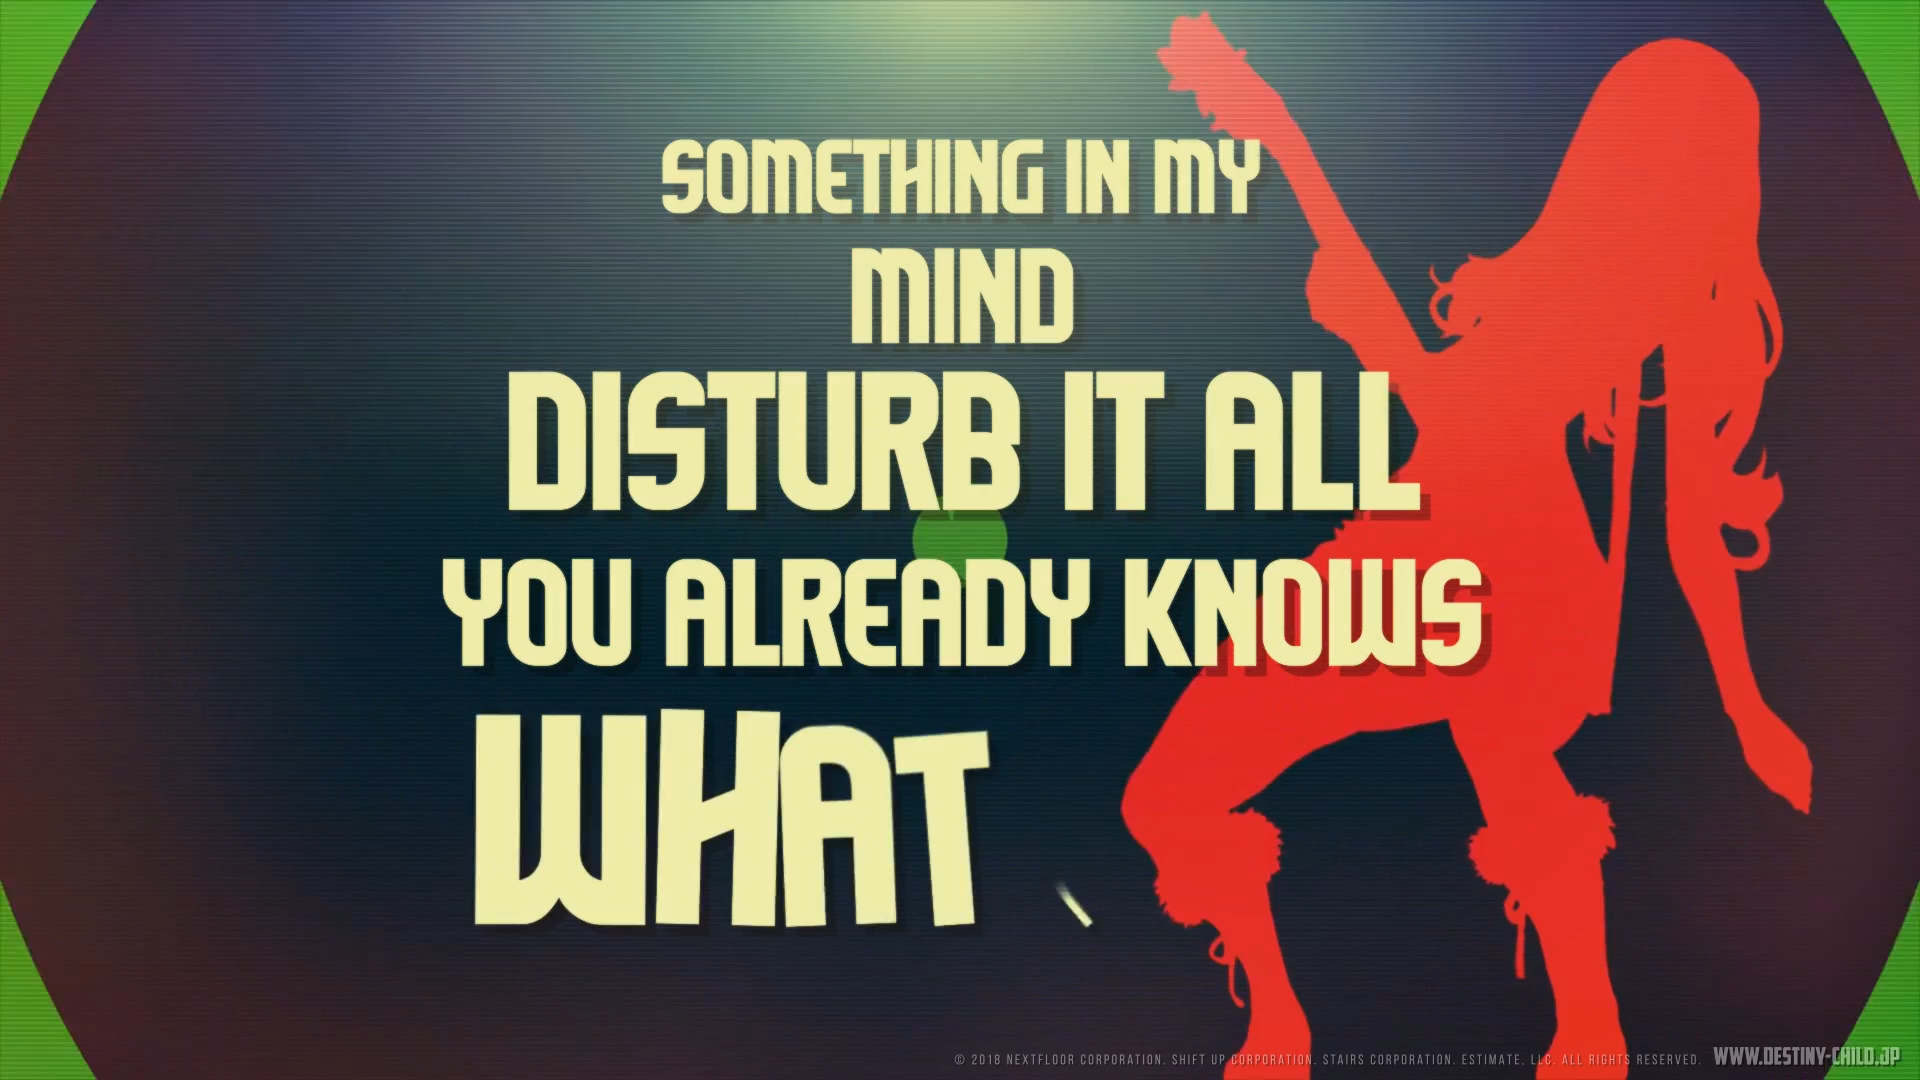 SOMETHING IN MY
MIND
DISTURB IT ALL
YOU ALREADY KNOWS
WHAT
© 2018 NEXTFLOOR CORPORATION. SHIFT UP CORPORATION. STAIRS CORPORATION. ESTIMATE, LLC. ALL RIGHTS RESERVED. WWW.DESTINY-CHILD.JP